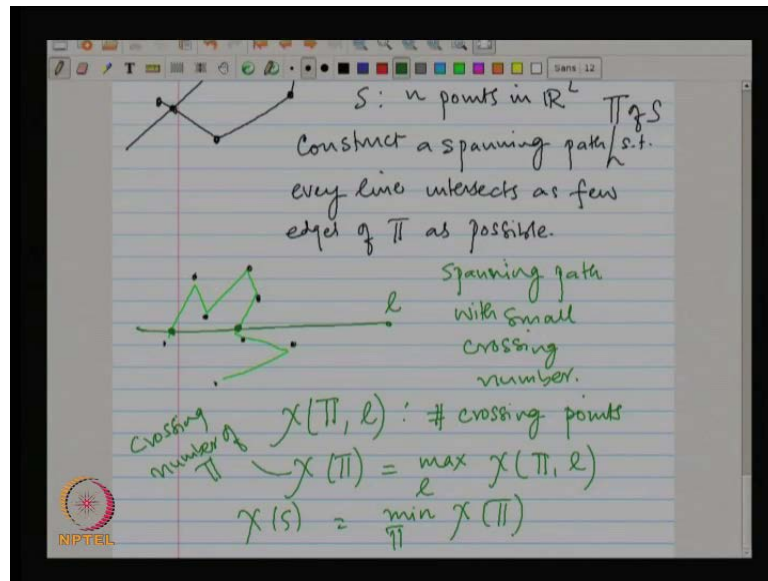 T
Sans 12
S: n points in ℝ²
Π of S
Construct a spanning path s.t.
every line intersects as few
edges of Π as possible.
l
spanning path
with small
crossing
number.
χ(Π, l) : # crossing points
crossing
number of
Π
χ(Π) = max χ(Π, l)
l
χ(S) = min χ(Π)
Π
NPTEL